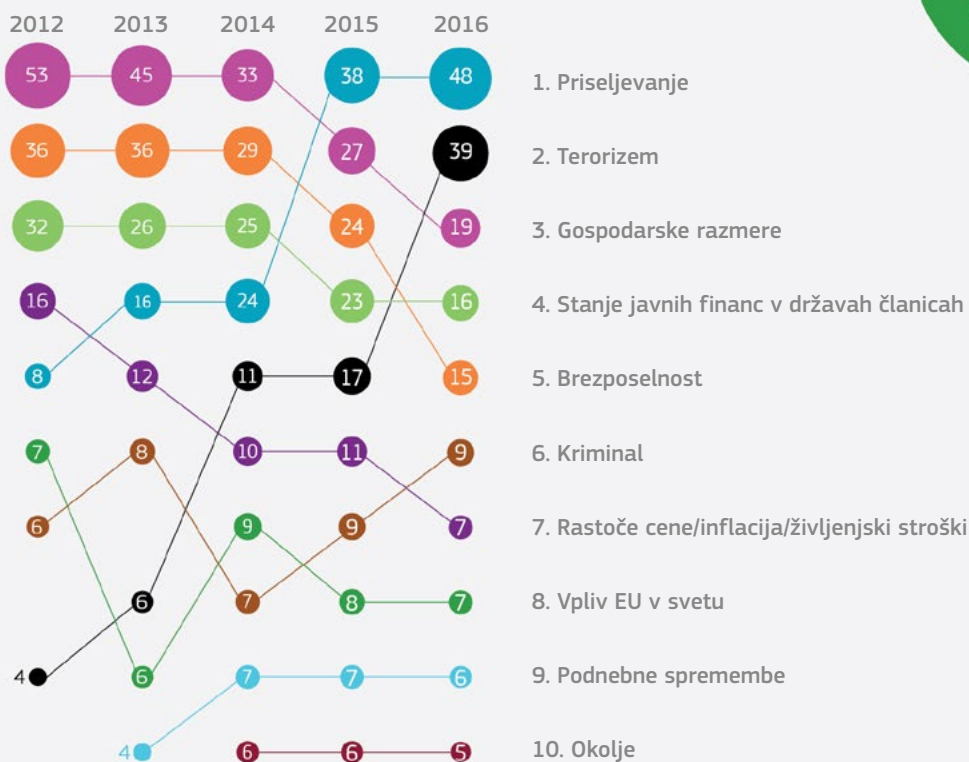 2012 2013 2014 2015 2016
53 45 33 38 48 1. Priseljevanje
36 36 29 27 39 2. Terorizem
32 26 25 24 19 3. Gospodarske razmere
16 16 24 23 16 4. Stanje javnih financ v državah članicah
8 12 11 17 15 5. Brezposelnost
7 8 10 11 9 6. Kriminal
6 9 9 7 7. Rastoče cene/inflacija/življenjski stroški
6 7 8 7 8. Vpliv EU v svetu
4 6 7 7 6 9. Podnebne spremembe
4 6 6 5 10. Okolje